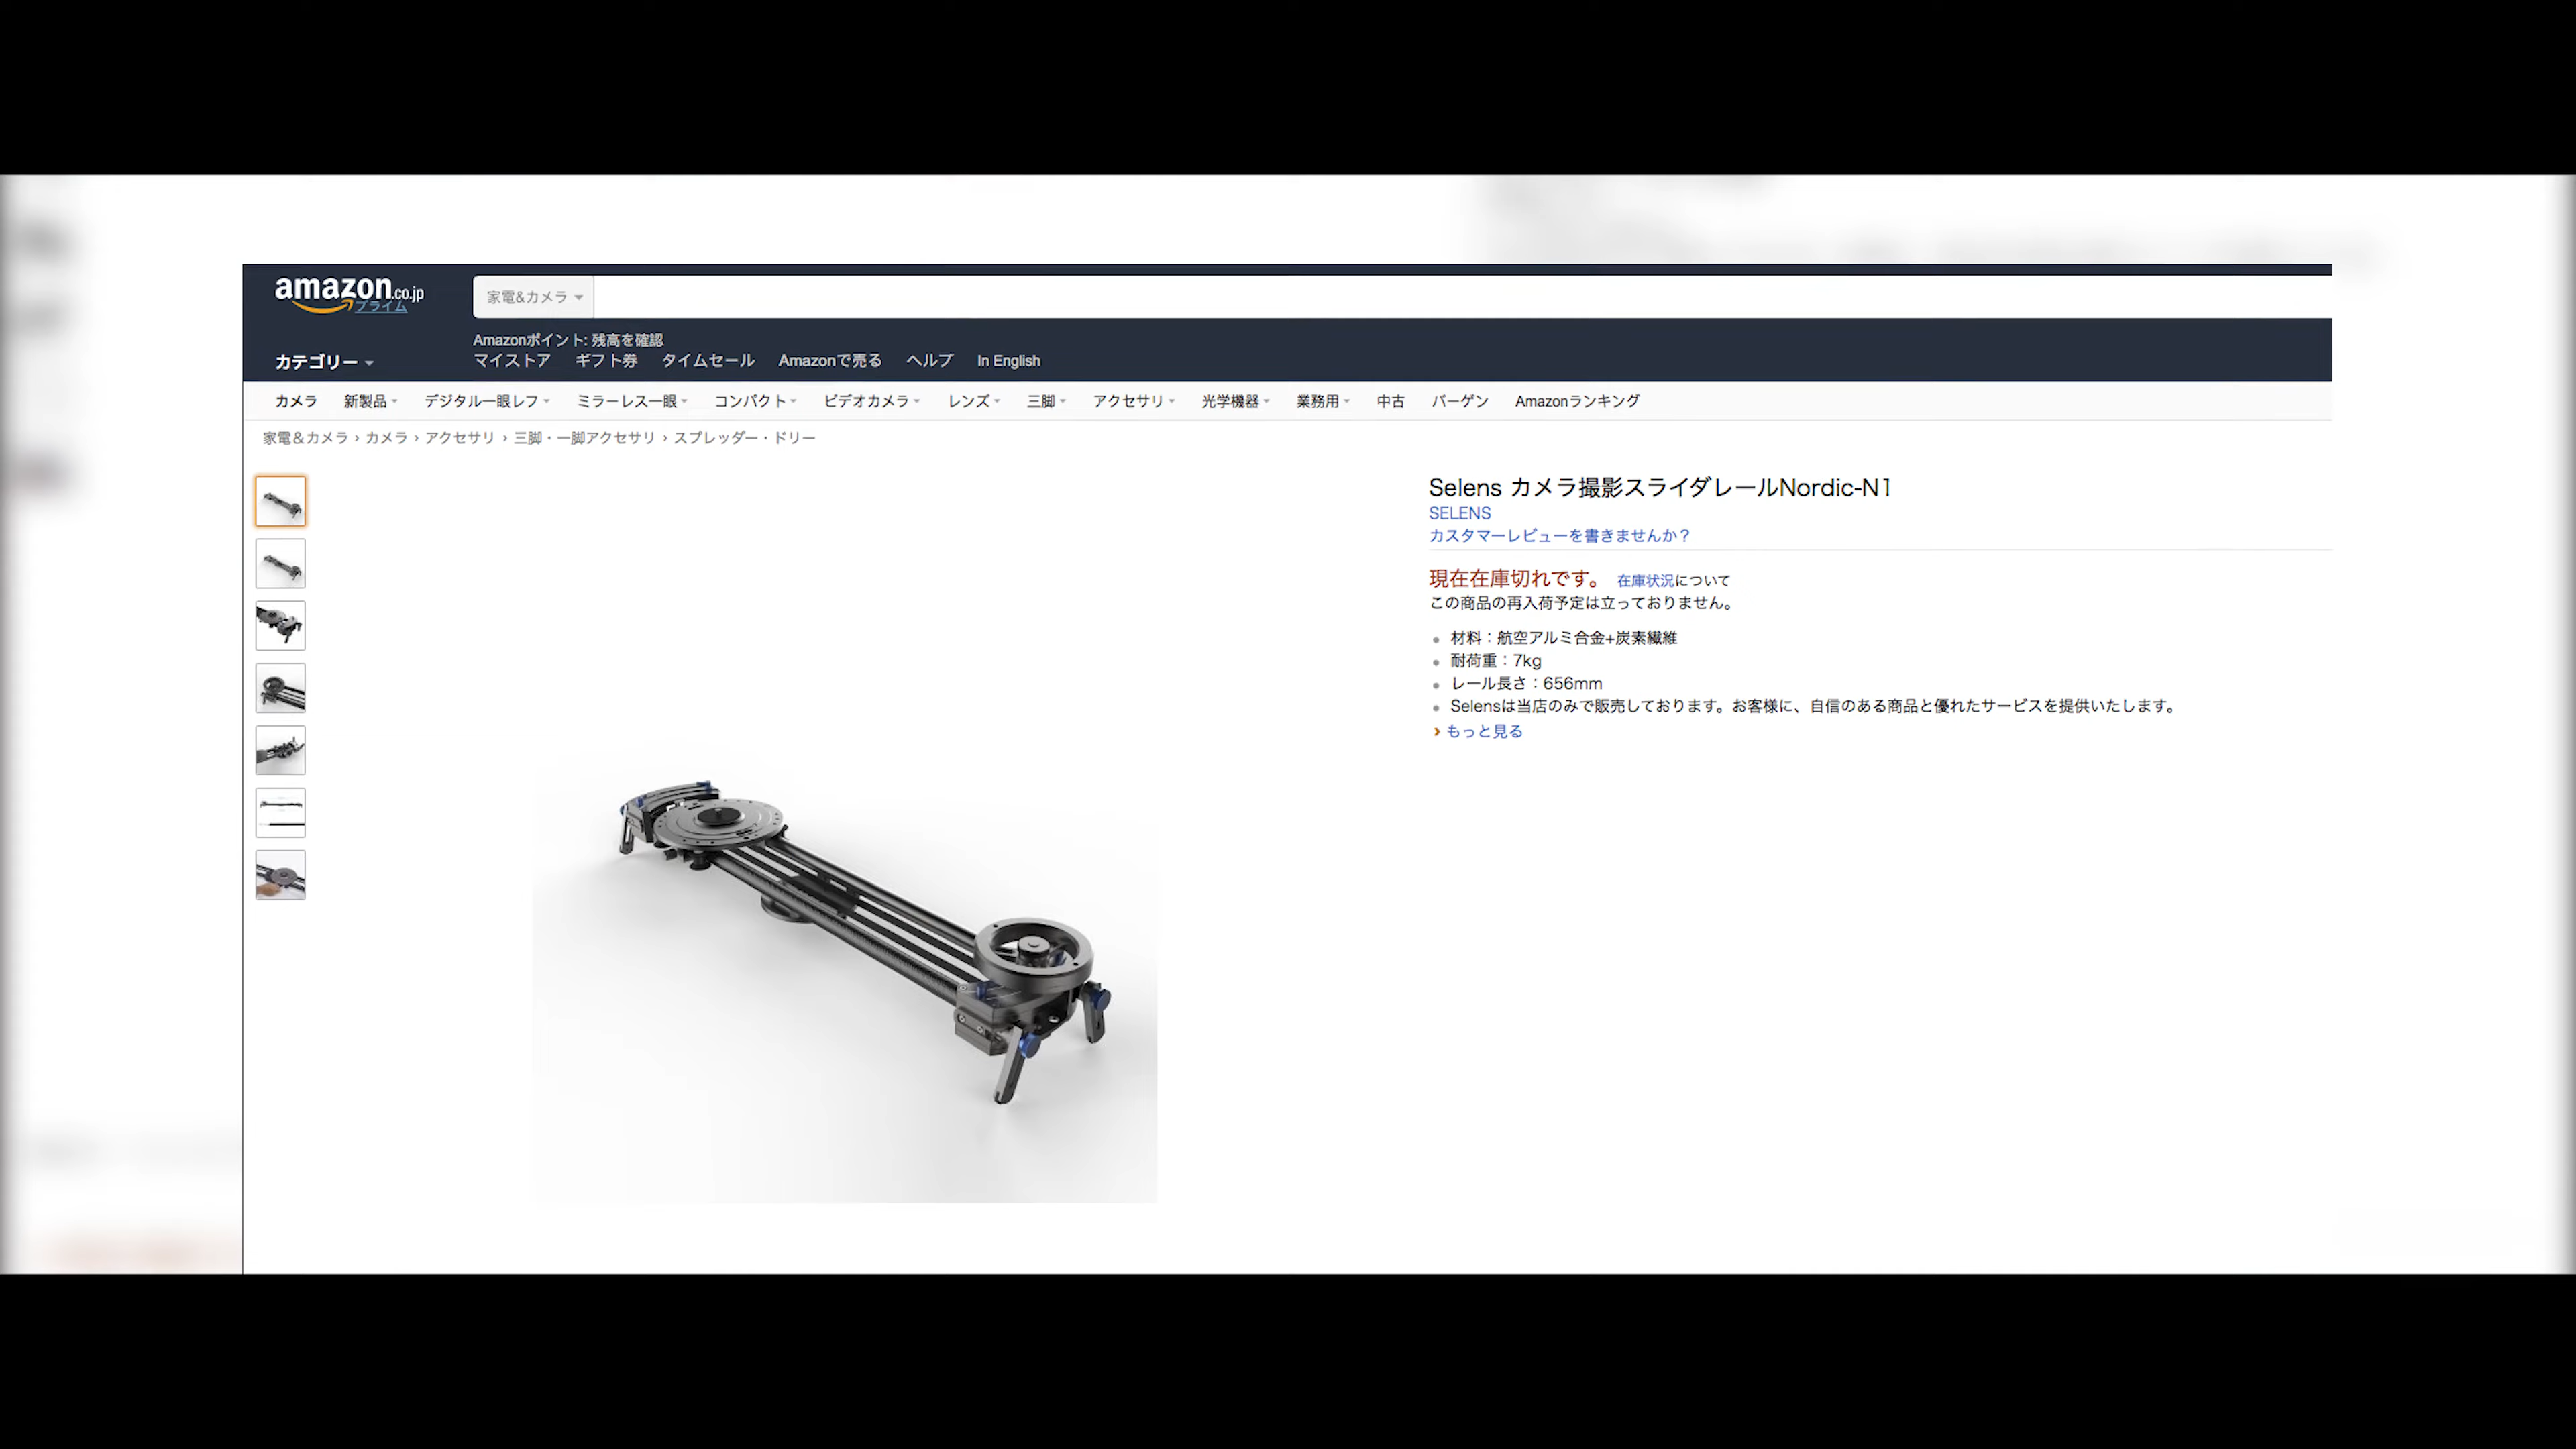 amazon.co.jp
プライム
家電&カメラ
Amazonポイント: 残高を確認
カテゴリー
マイストア ギフト券 タイムセール Amazonで売る ヘルプ In English
カメラ 新製品 デジタル一眼レフ ミラーレス一眼 コンパクト ビデオカメラ レンズ 三脚 アクセサリ 光学機器 業務用 中古 バーゲン Amazonランキング
家電＆カメラ › カメラ › アクセサリ › 三脚・一脚アクセサリ › スプレッダー・ドリー
Selens カメラ撮影スライダレールNordic-N1
SELENS
カスタマーレビューを書きませんか？
現在在庫切れです。 在庫状況について
この商品の再入荷予定は立っておりません。
材料：航空アルミ合金+炭素繊維
耐荷重：7kg
レール長さ：656mm
Selensは当店のみで販売しております。お客様に、自信のある商品と優れたサービスを提供いたします。
› もっと見る